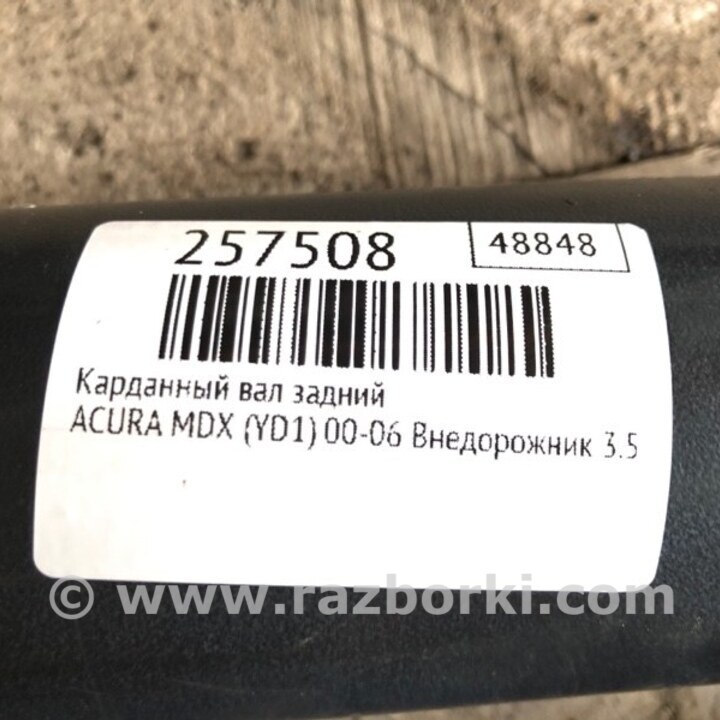 257508
48848
Карданный вал задний
ACURA MDX (YD1) 00-06 Внедорожник 3.5
© www.razborki.com